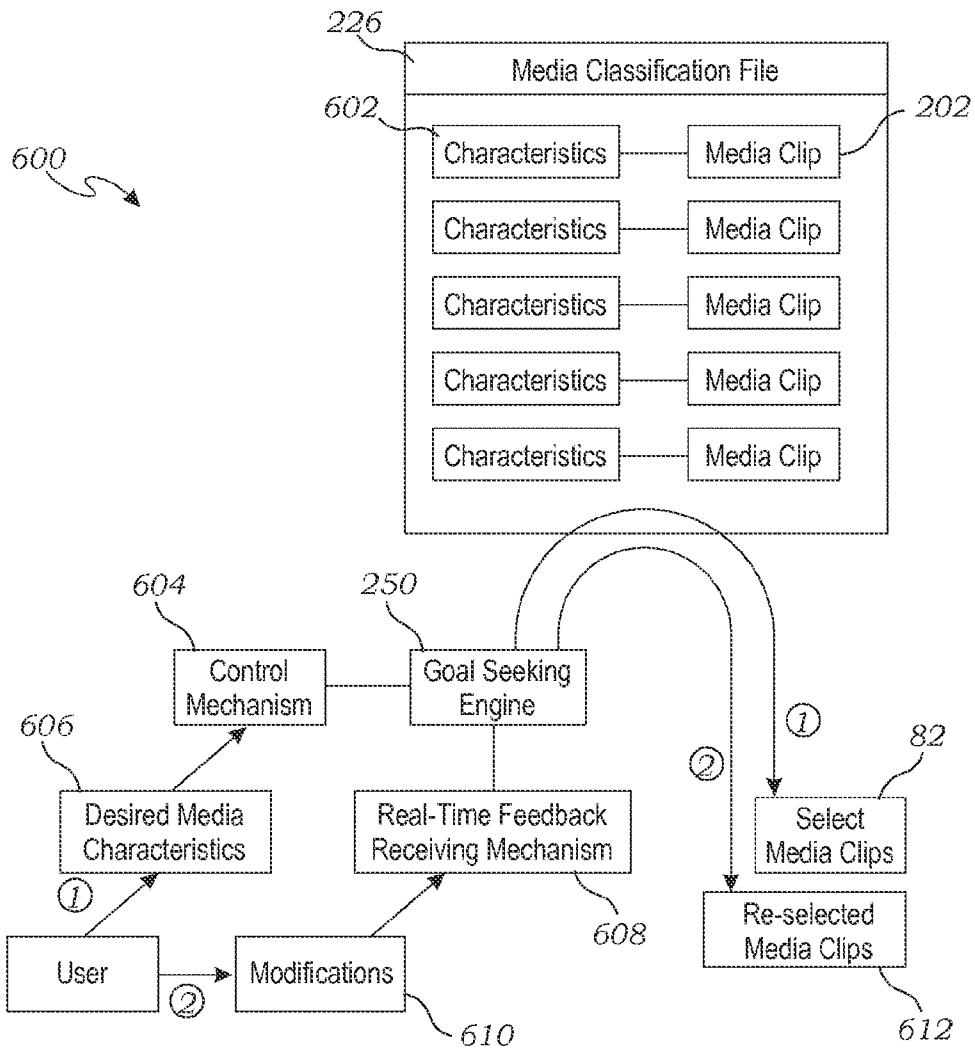 226
Media Classification File
602
202
600
Characteristics
Media Clip
Characteristics
Media Clip
Characteristics
Media Clip
Characteristics
Media Clip
Characteristics
Media Clip
604
250
Control
Mechanism
Goal Seeking
Engine
606
1
82
2
Desired Media
Characteristics
Real-Time Feedback
Receiving Mechanism
Select
Media Clips
1
608
Re-selected
Media Clips
User
2
Modifications
610
612